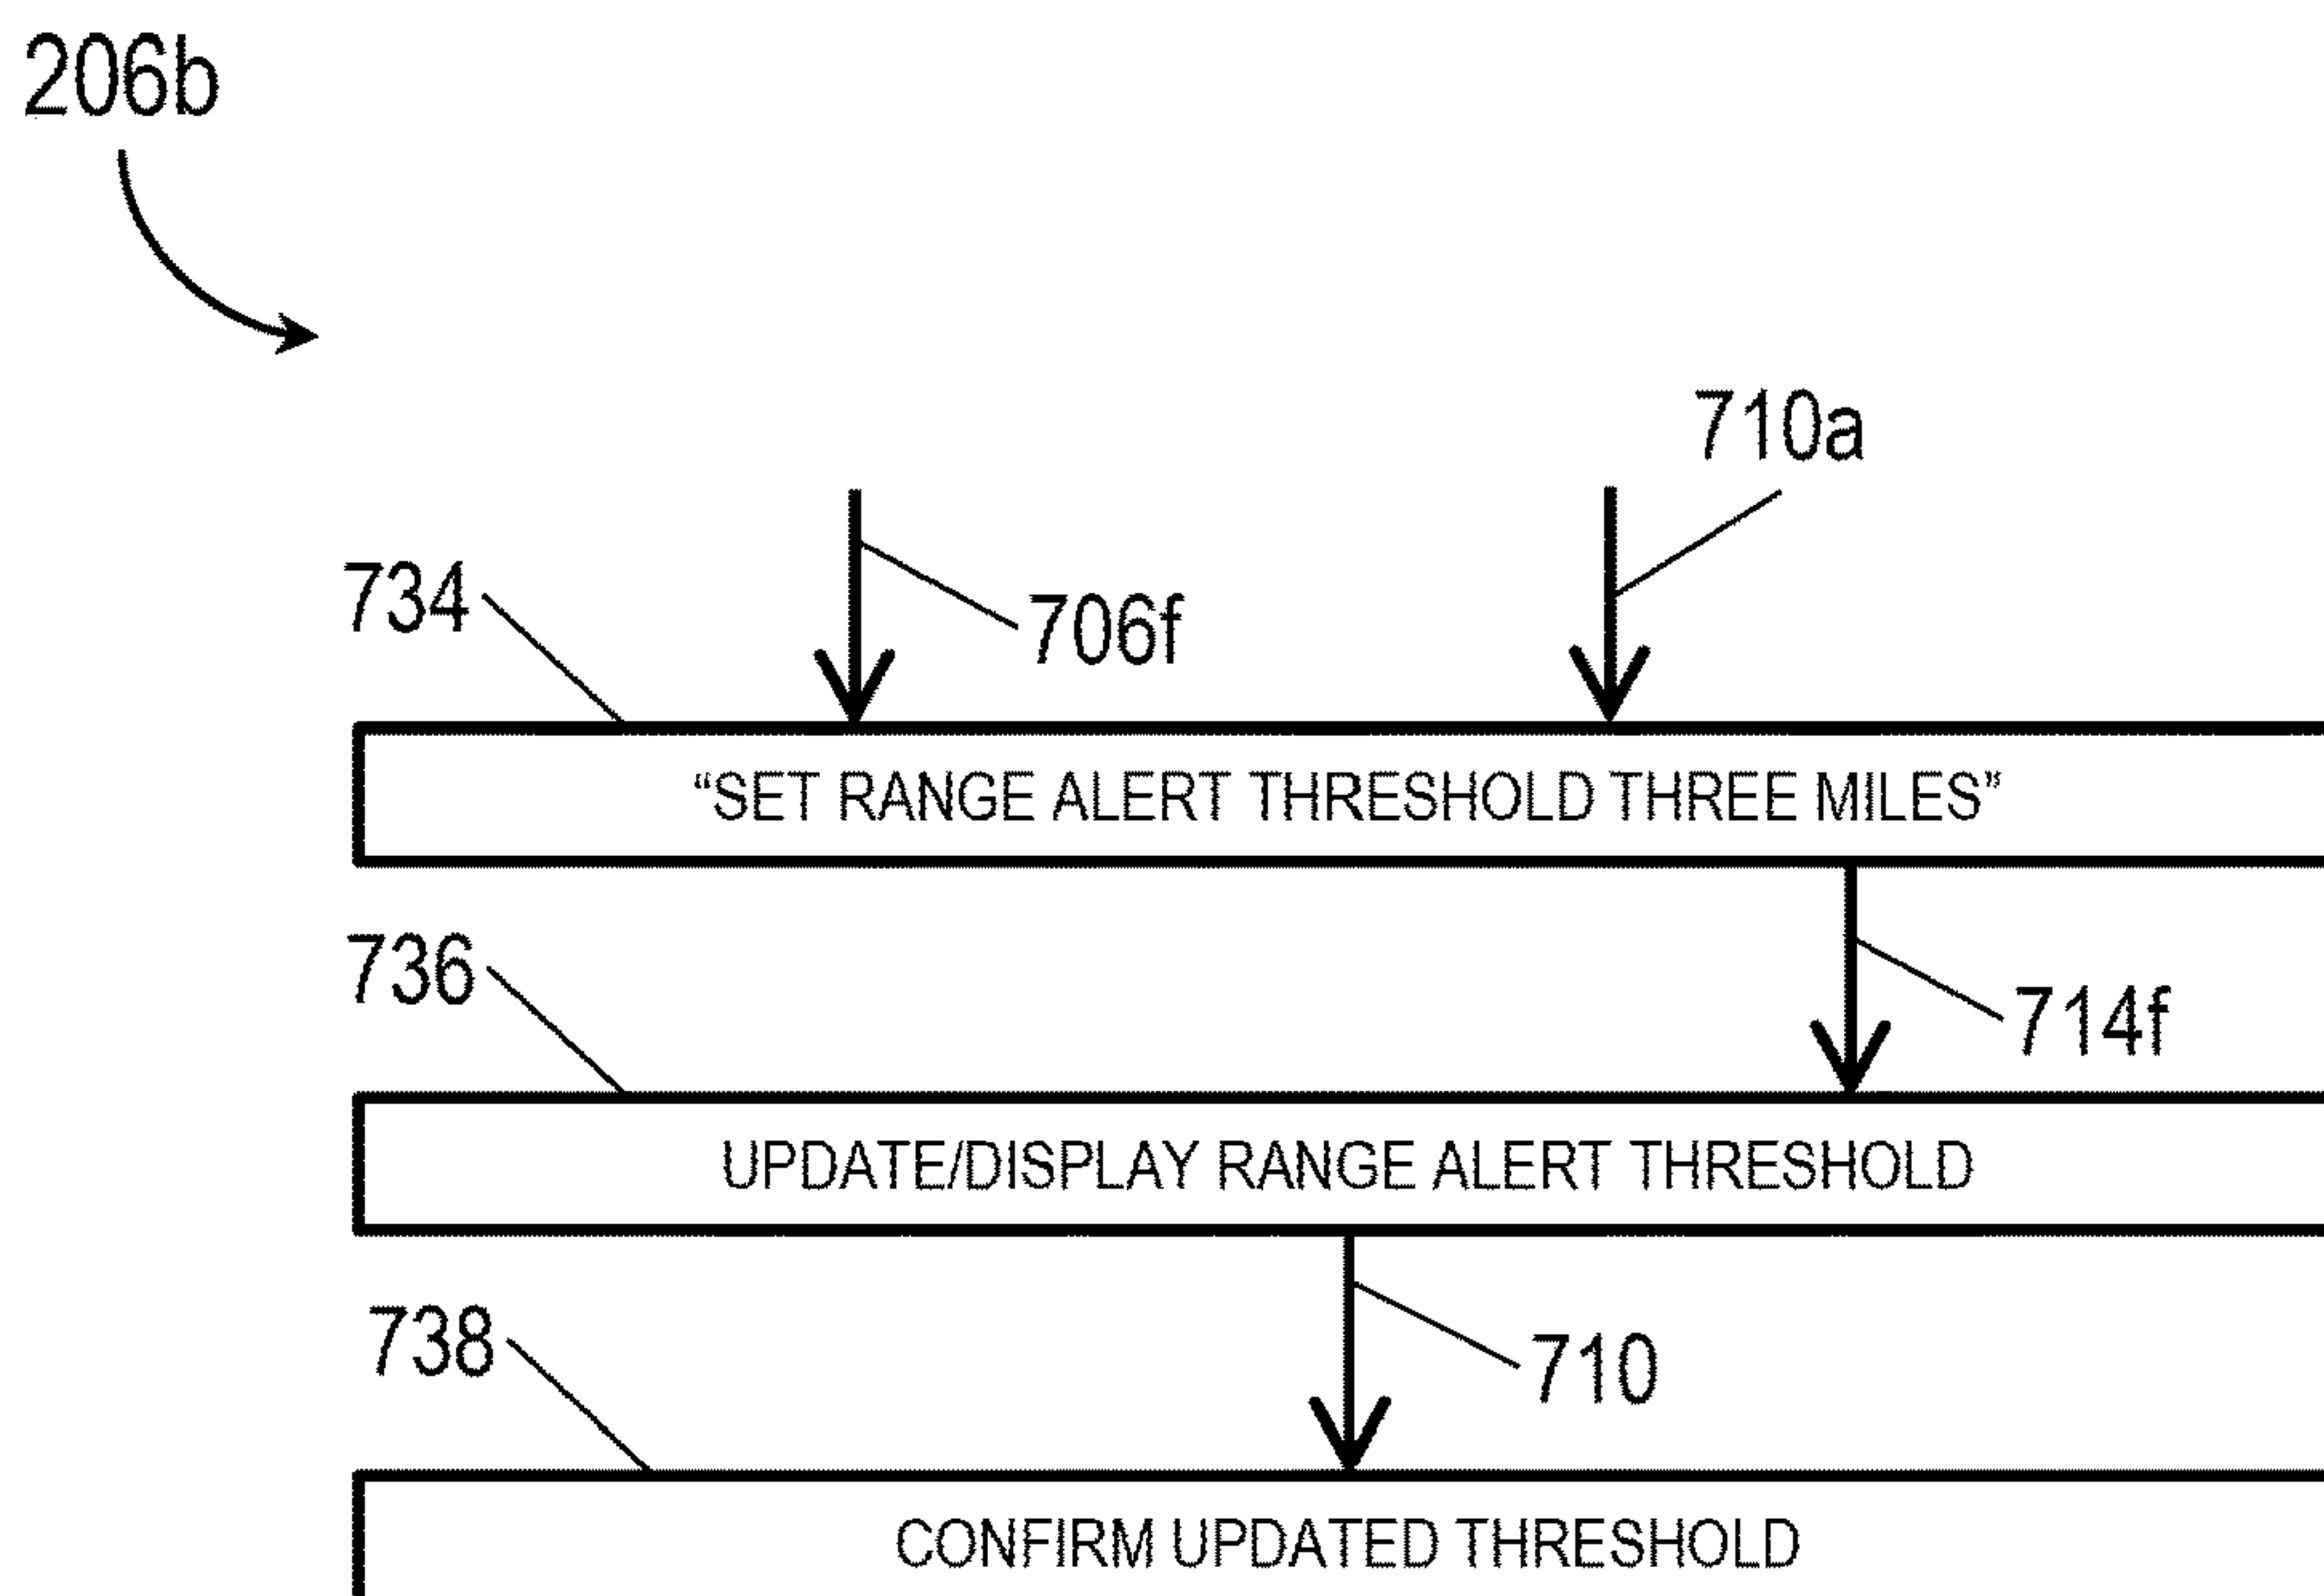 206b
710a
734
706f
“SET RANGE ALERT THRESHOLD THREE MILES”
736
714f
UPDATE/DISPLAY RANGE ALERT THRESHOLD
738
710
CONFIRM UPDATED THRESHOLD